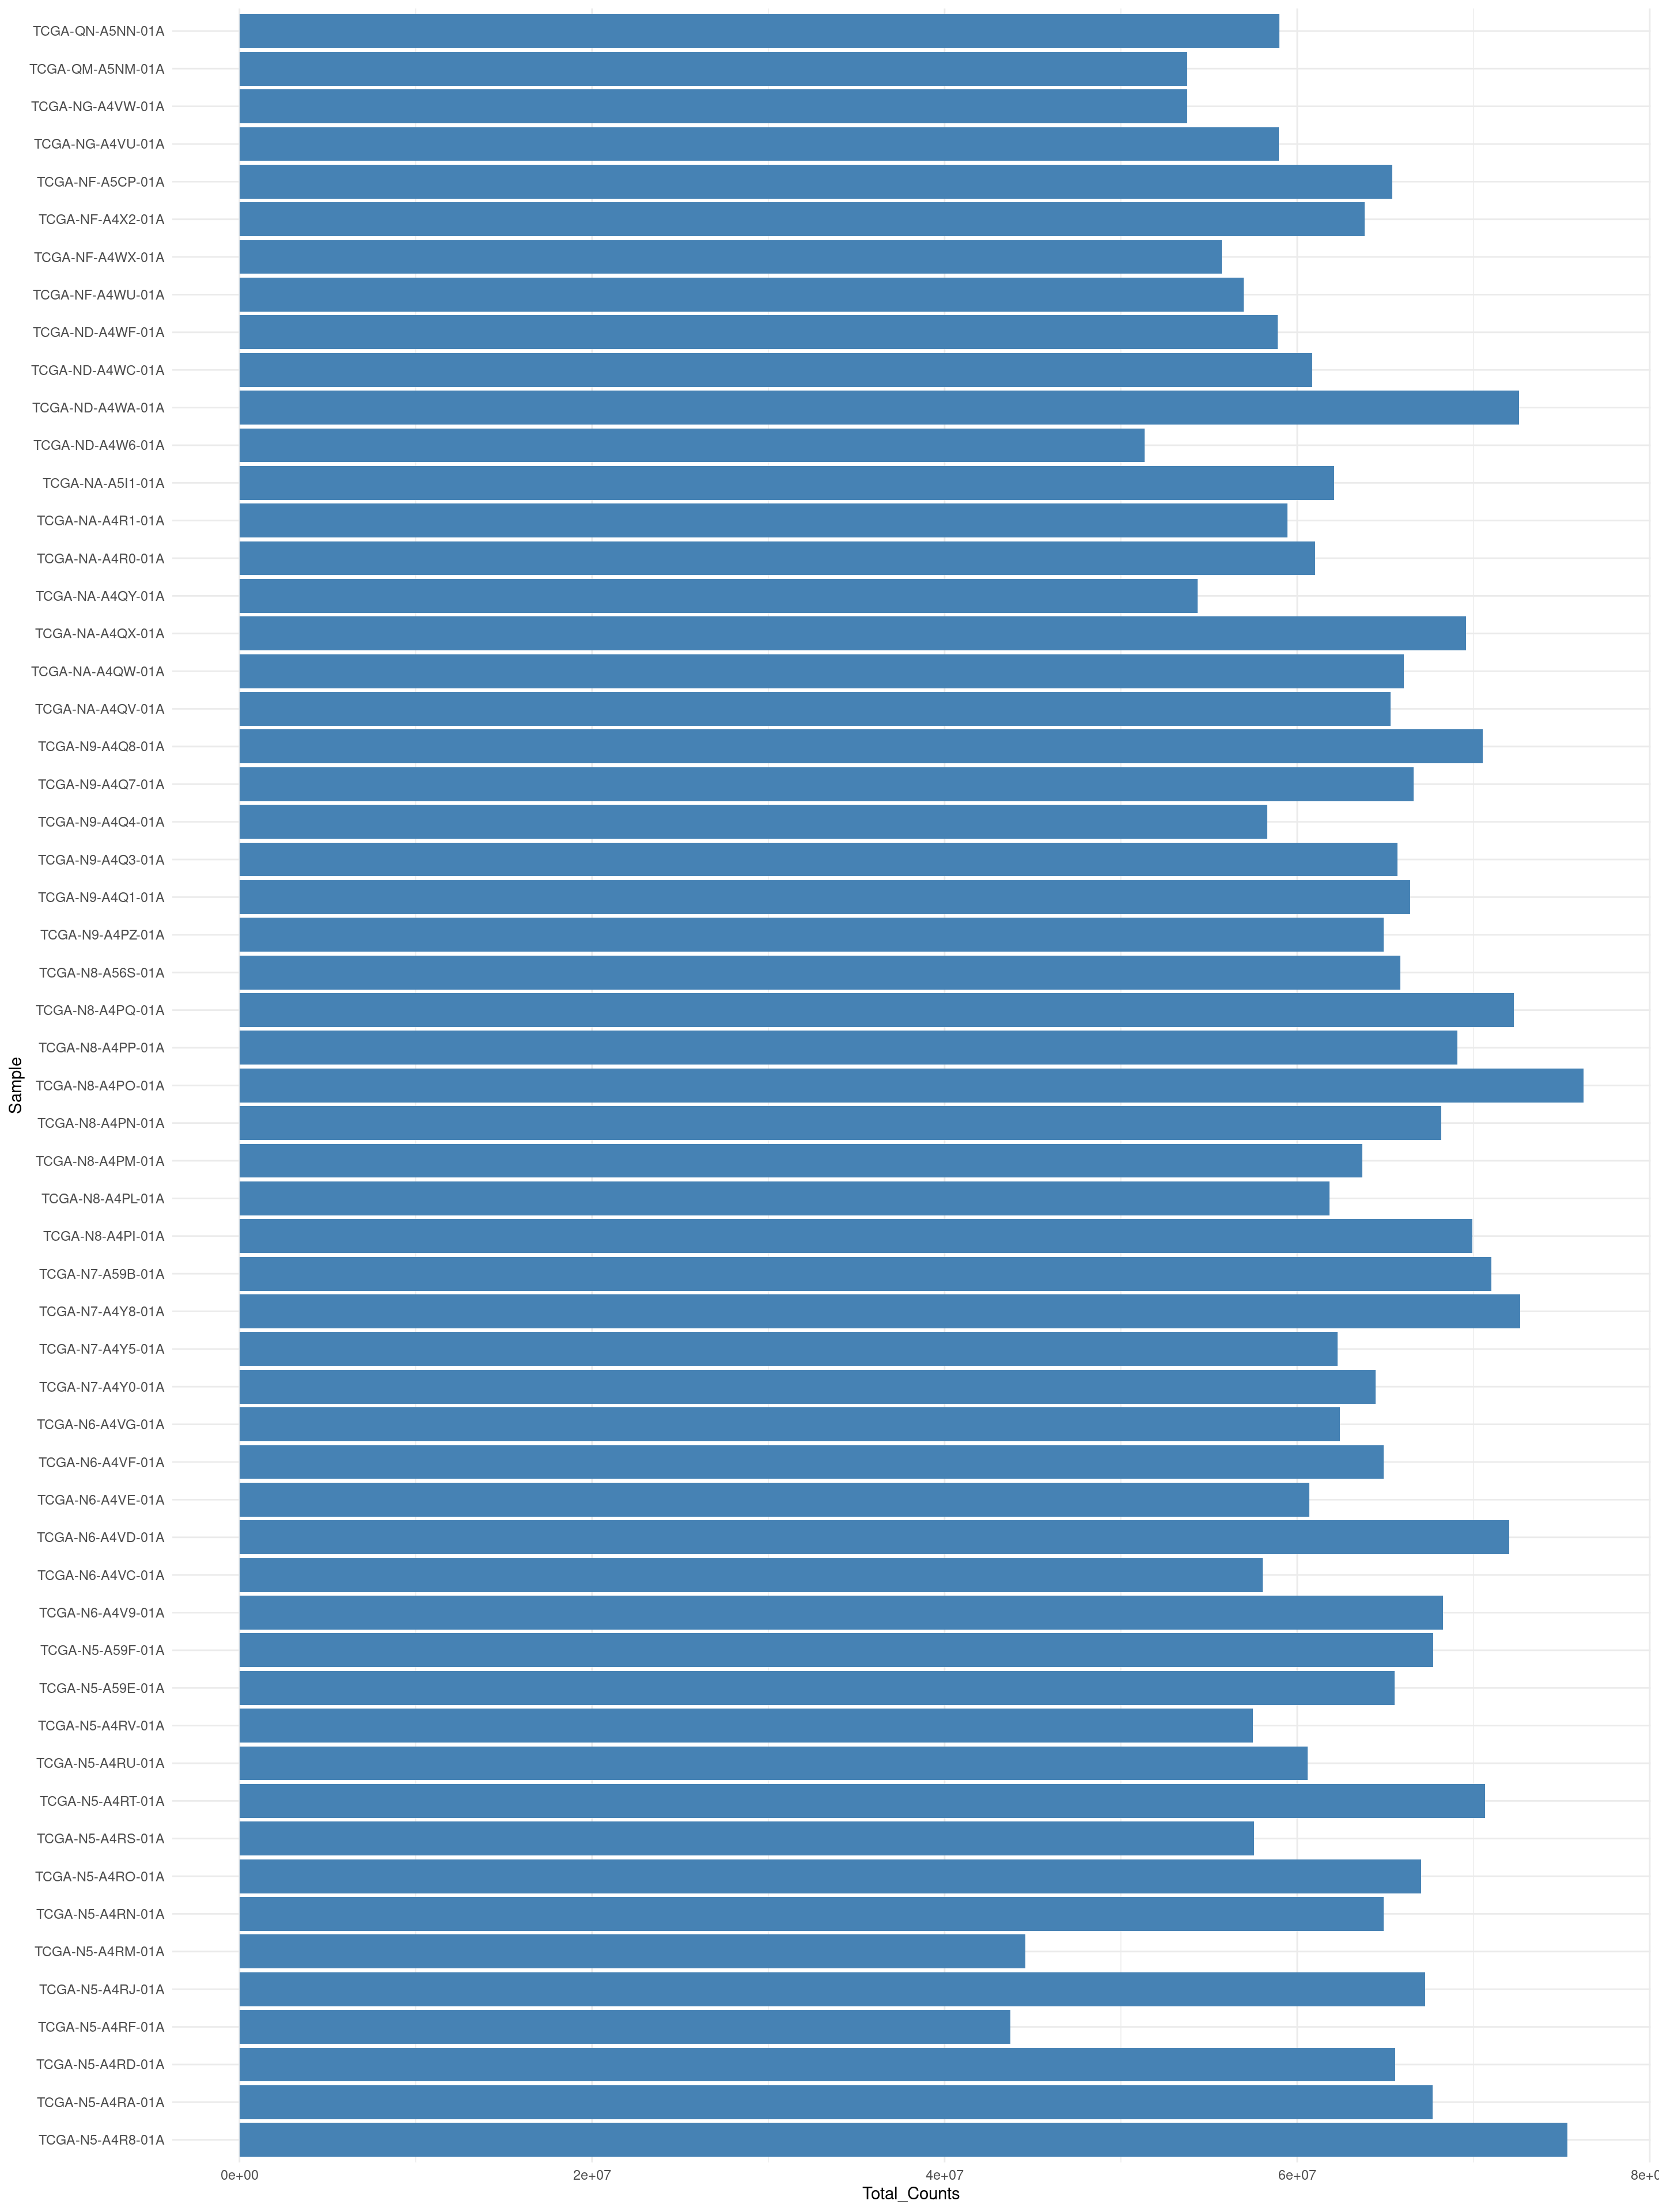 TCGA-QN-A5NN-01A
TCGA-QM-A5NM-01A
TCGA-NG-A4VW-01A
TCGA-NG-A4VU-01A
TCGA-NF-A5CP-01A
TCGA-NF-A4X2-01A
TCGA-NF-A4WX-01A
TCGA-NF-A4WU-01A
TCGA-ND-A4WF-01A
TCGA-ND-A4WC-01A
TCGA-ND-A4WA-01A
TCGA-ND-A4W6-01A
TCGA-NA-A5I1-01A
TCGA-NA-A4R1-01A
TCGA-NA-A4R0-01A
TCGA-NA-A4QY-01A
TCGA-NA-A4QX-01A
TCGA-NA-A4QW-01A
TCGA-NA-A4QV-01A
TCGA-N9-A4Q8-01A
TCGA-N9-A4Q7-01A
TCGA-N9-A4Q4-01A
TCGA-N9-A4Q3-01A
TCGA-N9-A4Q1-01A
TCGA-N9-A4PZ-01A
TCGA-N8-A56S-01A
TCGA-N8-A4PQ-01A
TCGA-N8-A4PP-01A
TCGA-N8-A4PO-01A
TCGA-N8-A4PN-01A
TCGA-N8-A4PM-01A
TCGA-N8-A4PL-01A
TCGA-N8-A4PI-01A
TCGA-N7-A59B-01A
TCGA-N7-A4Y8-01A
TCGA-N7-A4Y5-01A
TCGA-N7-A4Y0-01A
TCGA-N6-A4VG-01A
TCGA-N6-A4VF-01A
TCGA-N6-A4VE-01A
TCGA-N6-A4VD-01A
TCGA-N6-A4VC-01A
TCGA-N6-A4V9-01A
TCGA-N5-A59F-01A
TCGA-N5-A59E-01A
TCGA-N5-A4RV-01A
TCGA-N5-A4RU-01A
TCGA-N5-A4RT-01A
TCGA-N5-A4RS-01A
TCGA-N5-A4RO-01A
TCGA-N5-A4RN-01A
TCGA-N5-A4RM-01A
TCGA-N5-A4RJ-01A
TCGA-N5-A4RF-01A
TCGA-N5-A4RD-01A
TCGA-N5-A4RA-01A
TCGA-N5-A4R8-01A
Sample
0e+00 2e+07 4e+07 6e+07
Total_Counts